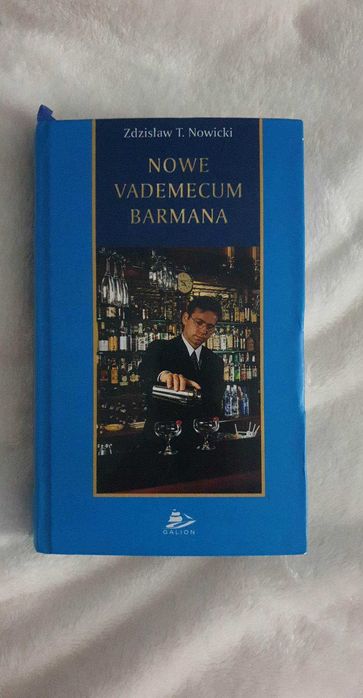 Zdzisław T. Nowicki
NOWE
VADEMECUM
BARMANA
GALION